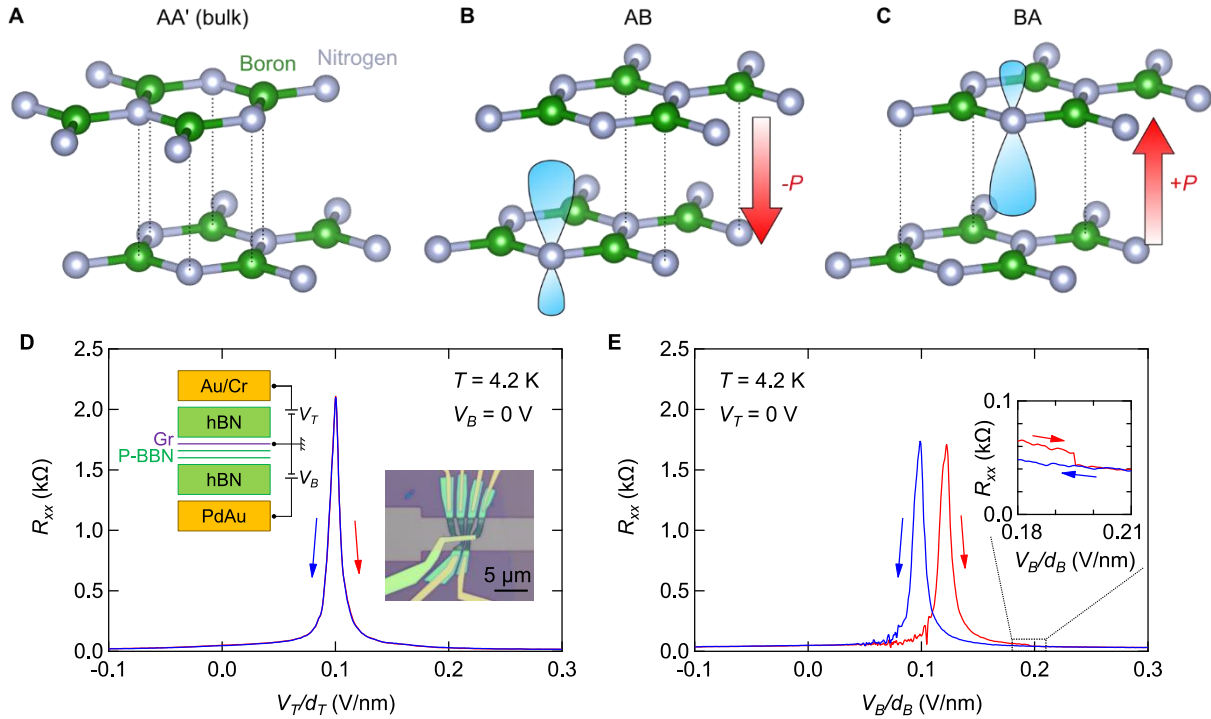 A AA' (bulk)
Boron
Nitrogen
B AB
-P
C BA
+P
D
T = 4.2 K
V_B = 0 V
Au/Cr
hBN
Gr
P-BBN
hBN
PdAu
V_T
V_B
5 µm
R_xx (kΩ)
2.5
2.0
1.5
1.0
0.5
0.0
-0.1 0.0 0.1 0.2 0.3
V_T/d_T (V/nm)
E
T = 4.2 K
V_T = 0 V
R_xx (kΩ)
2.5
2.0
1.5
1.0
0.5
0.0
-0.1 0.0 0.1 0.2 0.3
V_B/d_B (V/nm)
R_xx (kΩ)
0.1
0.0
0.18 0.21
V_B/d_B (V/nm)